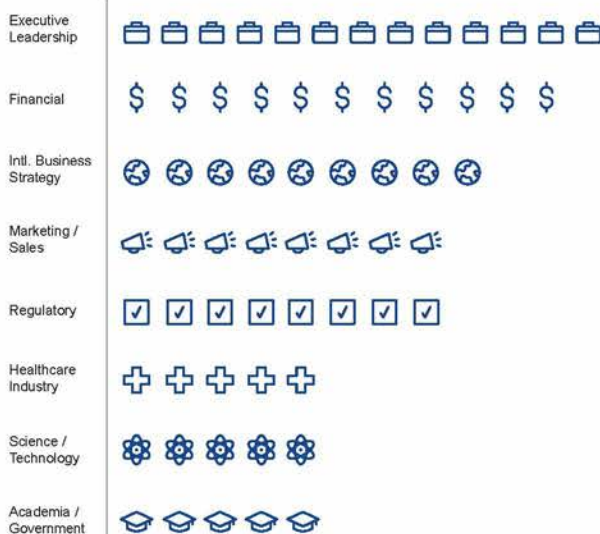 Executive
Leadership
Financial
Intl. Business
Strategy
Marketing /
Sales
Regulatory
Healthcare
Industry
Science /
Technology
Academia /
Government